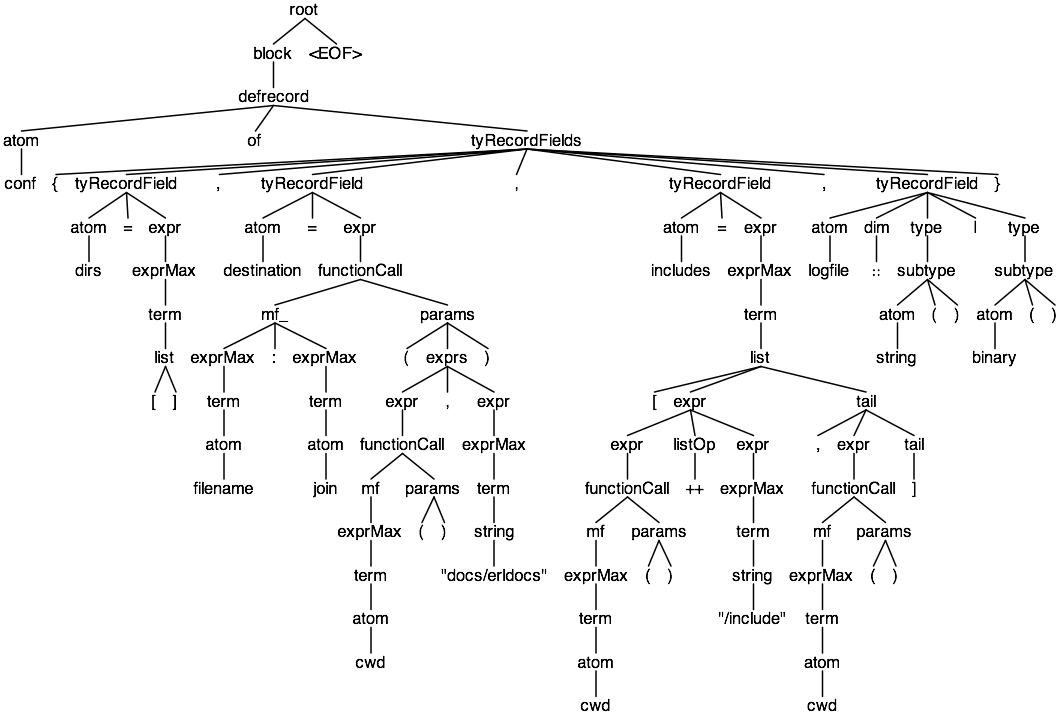 root
block <EOF>
defrecord
atom of tyRecordFields
conf { tyRecordField , tyRecordField , tyRecordField , tyRecordField }
atom = expr atom = expr atom = expr atom dim type | type
dirs exprMax destination functionCall includes exprMax logfile :: subtype subtype
term mf_ params term atom ( ) atom ( )
list exprMax : exprMax ( exprs ) list string binary
[ ] term term expr , expr [ expr tail
atom atom functionCall exprMax expr listOp expr , expr tail
filename join mf params term functionCall ++ exprMax functionCall ]
exprMax ( ) string mf params term mf params
term "docs/erldocs" exprMax ( ) string exprMax ( )
atom term "/include" term
cwd atom atom
cwd cwd